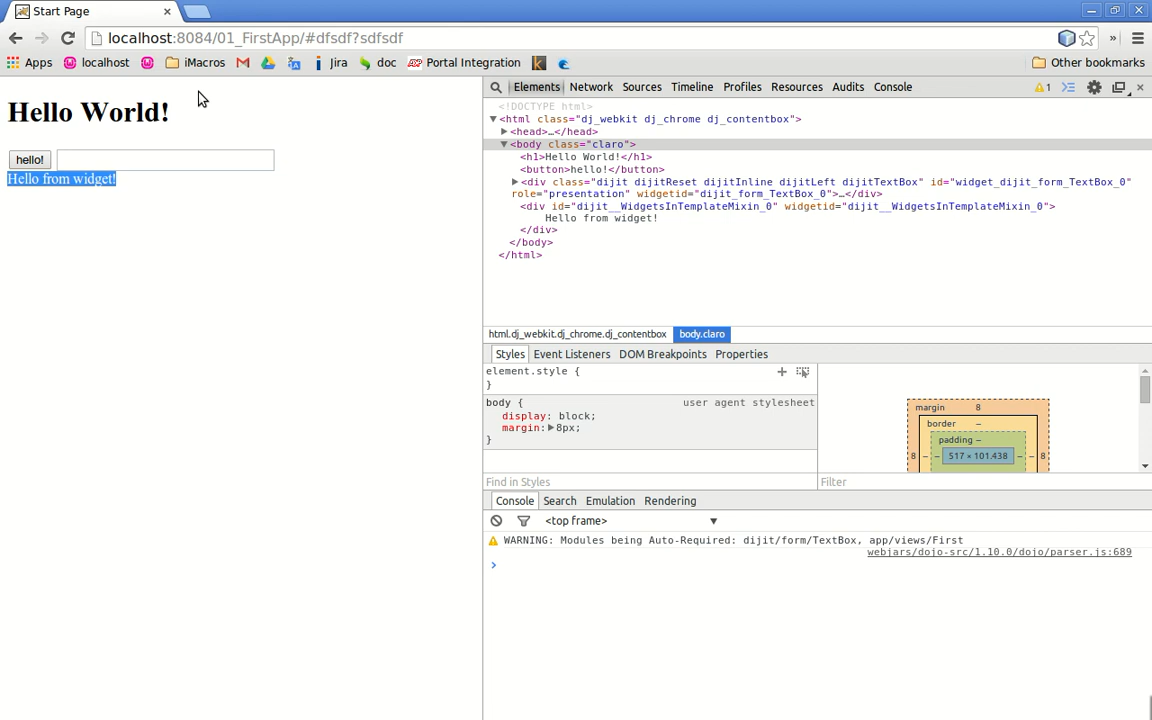 Start Page
localhost:8084/01_FirstApp/#dfsdf?sdfsdf
Apps localhost iMacros Jira doc Portal Integration Other bookmarks
Hello World!
hello!
Hello from widget!
Elements Network Sources Timeline Profiles Resources Audits Console 1
<!DOCTYPE html>
▼<html class="dj_webkit dj_chrome dj_contentbox">
▶<head>…</head>
▼<body class="claro">
<h1>Hello World!</h1>
<button>hello!</button>
▶<div class="dijit dijitReset dijitInline dijitLeft dijitTextBox" id="widget_dijit_form_TextBox_0"
role="presentation" widgetid="dijit_form_TextBox_0">…</div>
<div id="dijit__WidgetsInTemplateMixin_0" widgetid="dijit__WidgetsInTemplateMixin_0">
Hello from widget!
</div>
</body>
</html>
html.dj_webkit.dj_chrome.dj_contentbox body.claro
Styles Event Listeners DOM Breakpoints Properties
element.style {
}
body { user agent stylesheet
display: block;
margin:▶8px;
}
Find in Styles
margin 8
border –
padding –
8 – – 517 × 101.438 – – 8
Filter
Console Search Emulation Rendering
<top frame> ▼
WARNING: Modules being Auto-Required: dijit/form/TextBox, app/views/First
webjars/dojo-src/1.10.0/dojo/parser.js:689
>